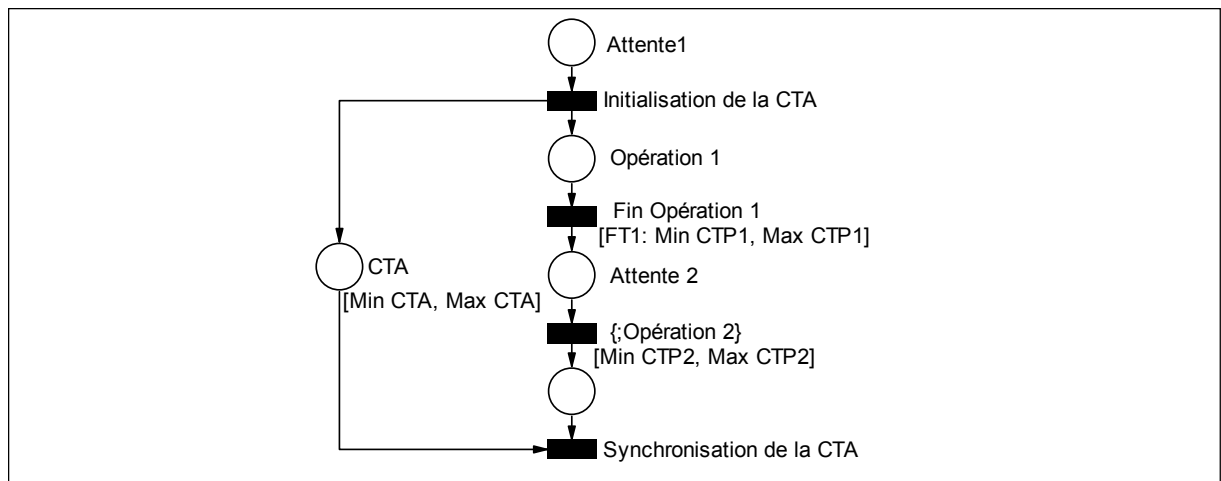 Attente1
Initialisation de la CTA
Opération 1
Fin Opération 1
[FT1: Min CTP1, Max CTP1]
CTA
[Min CTA, Max CTA]
Attente 2
{;Opération 2}
[Min CTP2, Max CTP2]
Synchronisation de la CTA